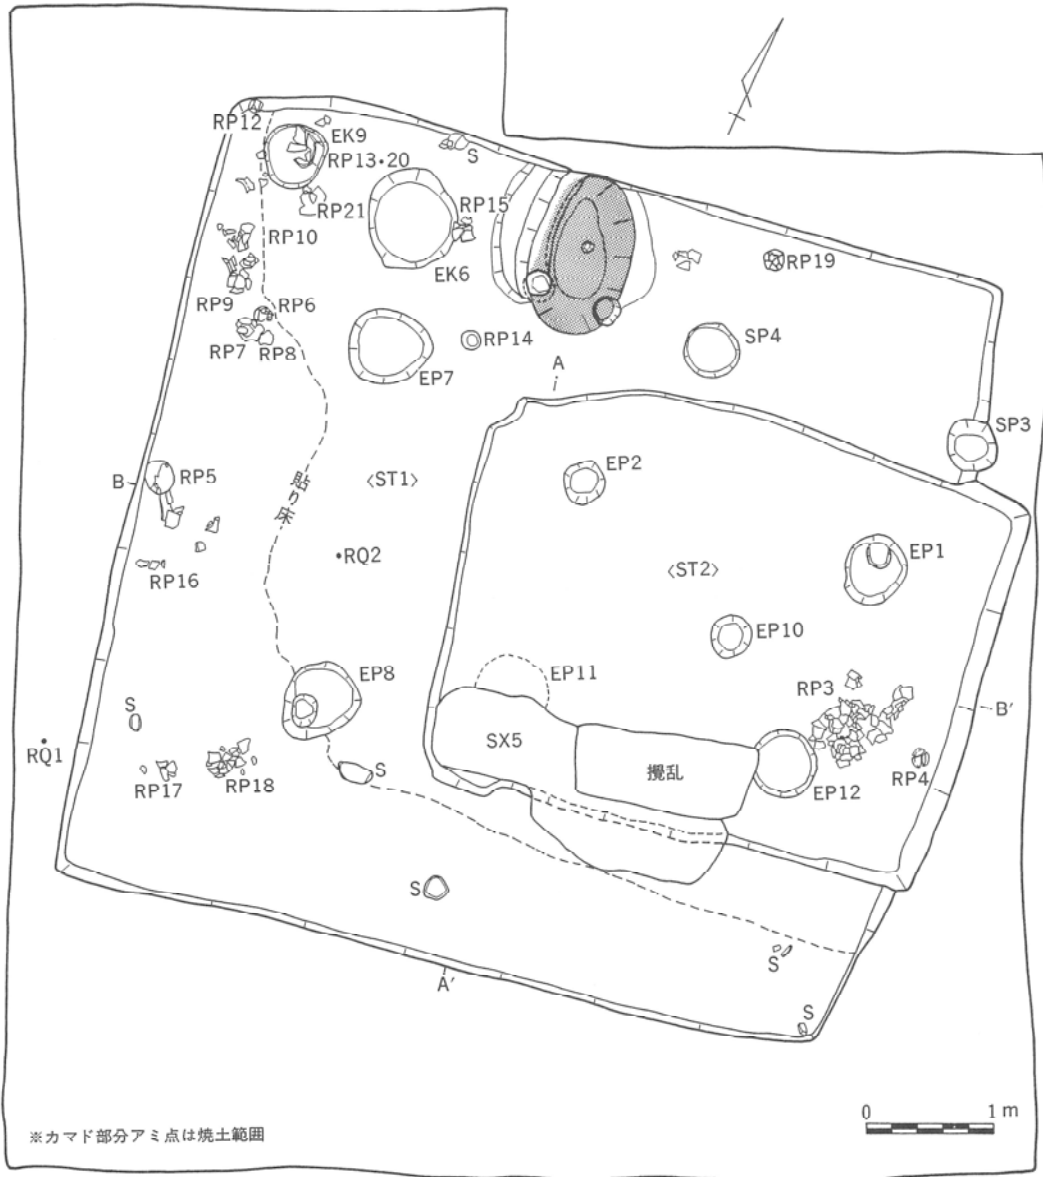 RP12
EK9
RP13・20
S
RP21
RP15
RP10
EK6
RP19
RP9
RP6
RP7
RP8
RP14
EP7
SP4
A
SP3
B
RP5
〈ST1〉
EP2
貼り床
RQ2
EP1
RP16
〈ST2〉
EP10
EP11
EP8
RP3
B′
S
SX5
攪乱
RQ1
RP17
RP18
S
EP12
RP4
S
S
A′
S
0 1m
※カマド部分アミ点は焼土範囲